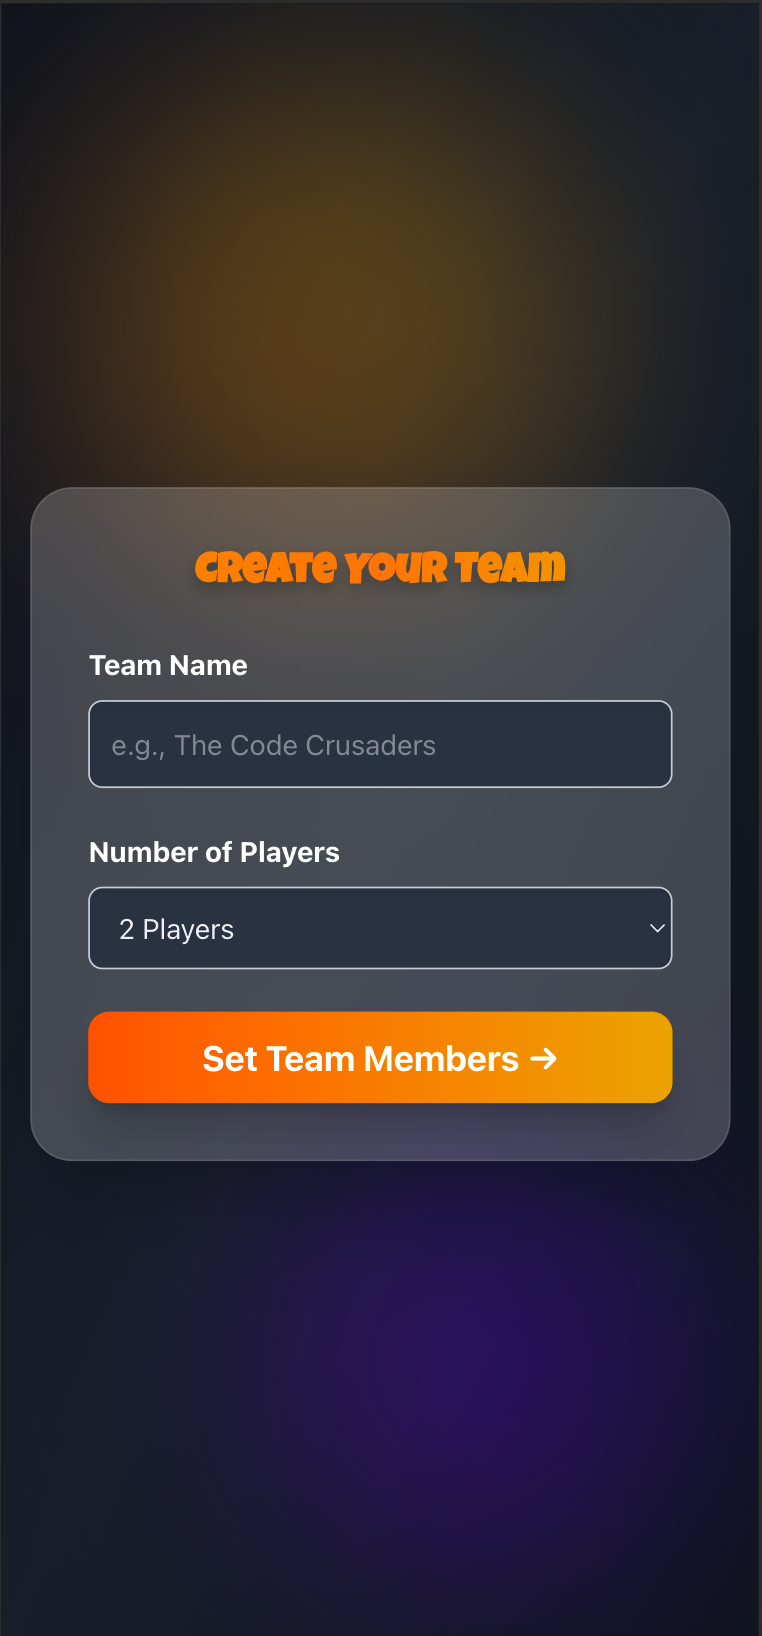 Create Your Team
Team Name
e.g., The Code Crusaders
Number of Players
2 Players
Set Team Members →